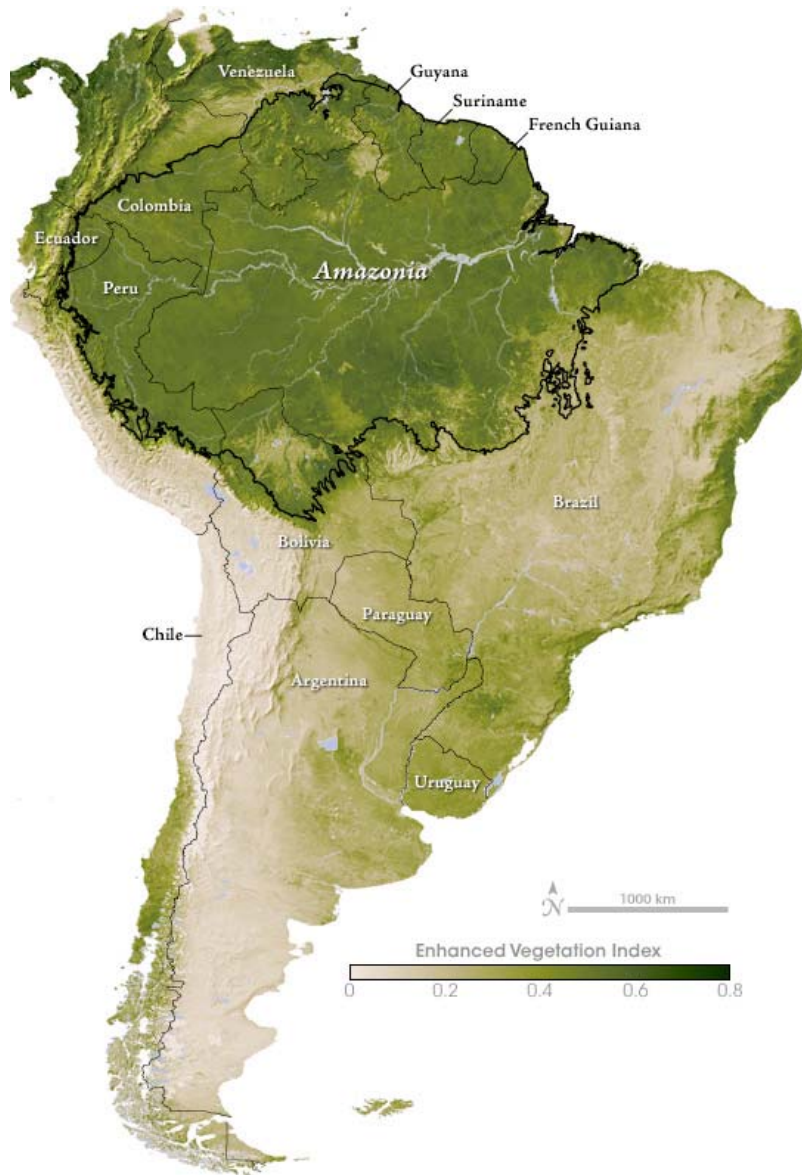 Venezuela
Guyana
Suriname
French Guiana
Colombia
Ecuador
Amazonia
Peru
Brazil
Bolivia
Paraguay
Chile
Argentina
Uruguay
N
1000 km
Enhanced Vegetation Index
0 0.2 0.4 0.6 0.8